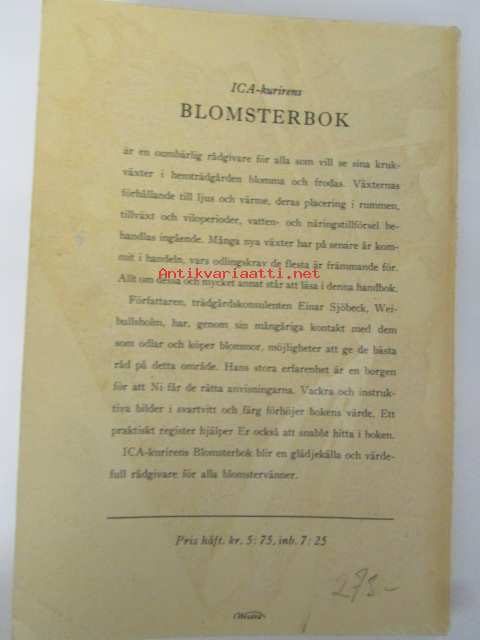 ICA-kurirens
BLOMSTERBOK
är en oumbärlig rådgivare för alla som vill se sina kruk-
växter i hemträdgården blomma och frodas. Växternas
förhållande till ljus och värme, deras placering i rummen,
tillväxt och viloperioder, vatten- och näringstillförsel be-
handlas ingående. Många nya växter har på senare år kom-
mit i handeln, vars odlingskrav de flesta är främmande för.
Antikvariaatti.net
Allt om dessa och mycket annat står att läsa i denna handbok.
Författaren, trädgårdskonsulenten Einar Sjöbeck, Wei-
bullsholm, har, genom sin mångåriga kontakt med dem
som odlar och köper blommor, möjligheter att ge de bästa
råd på detta område. Hans stora erfarenhet är en borgen
för att Ni får de rätta anvisningarna. Vackra och instruk-
tiva bilder i svartvitt och färg förhöjer bokens värde. Ett
praktiskt register hjälper Er också att snabbt hitta i boken.
ICA-kurirens Blomsterbok blir en glädjekälla och värde-
full rådgivare för alla blomstervänner.
Pris häft. kr. 5:75, inb. 7:25